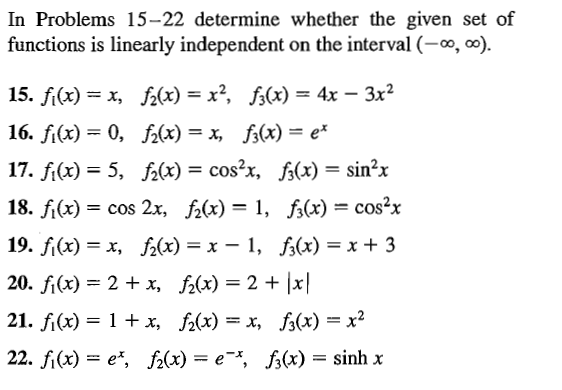 In Problems 15–22 determine whether the given set of
functions is linearly independent on the interval (−∞, ∞).
15. f₁(x) = x, f₂(x) = x², f₃(x) = 4x − 3x²
16. f₁(x) = 0, f₂(x) = x, f₃(x) = eˣ
17. f₁(x) = 5, f₂(x) = cos²x, f₃(x) = sin²x
18. f₁(x) = cos 2x, f₂(x) = 1, f₃(x) = cos²x
19. f₁(x) = x, f₂(x) = x − 1, f₃(x) = x + 3
20. f₁(x) = 2 + x, f₂(x) = 2 + |x|
21. f₁(x) = 1 + x, f₂(x) = x, f₃(x) = x²
22. f₁(x) = eˣ, f₂(x) = e⁻ˣ, f₃(x) = sinh x